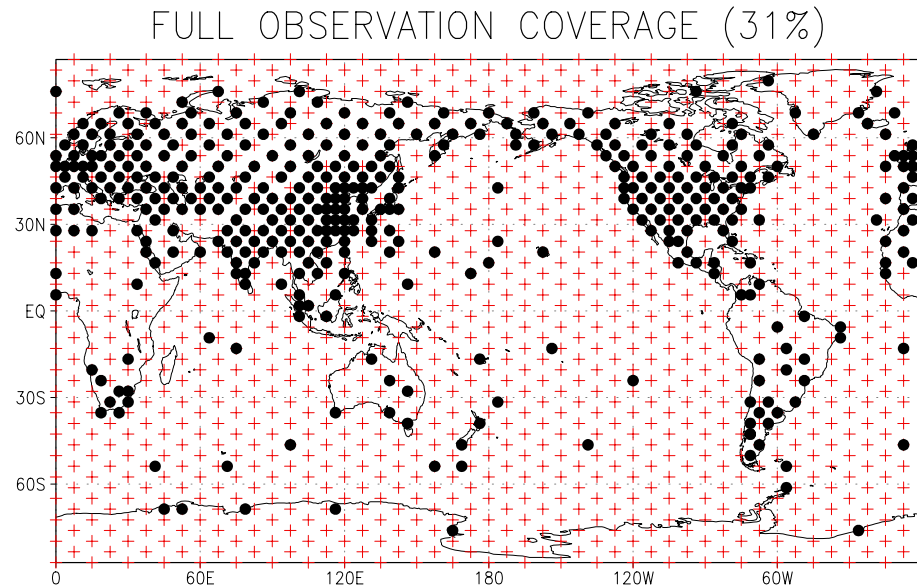 FULL OBSERVATION COVERAGE (31%)
60N
30N
EQ
30S
60S
0 60E 120E 180 120W 60W